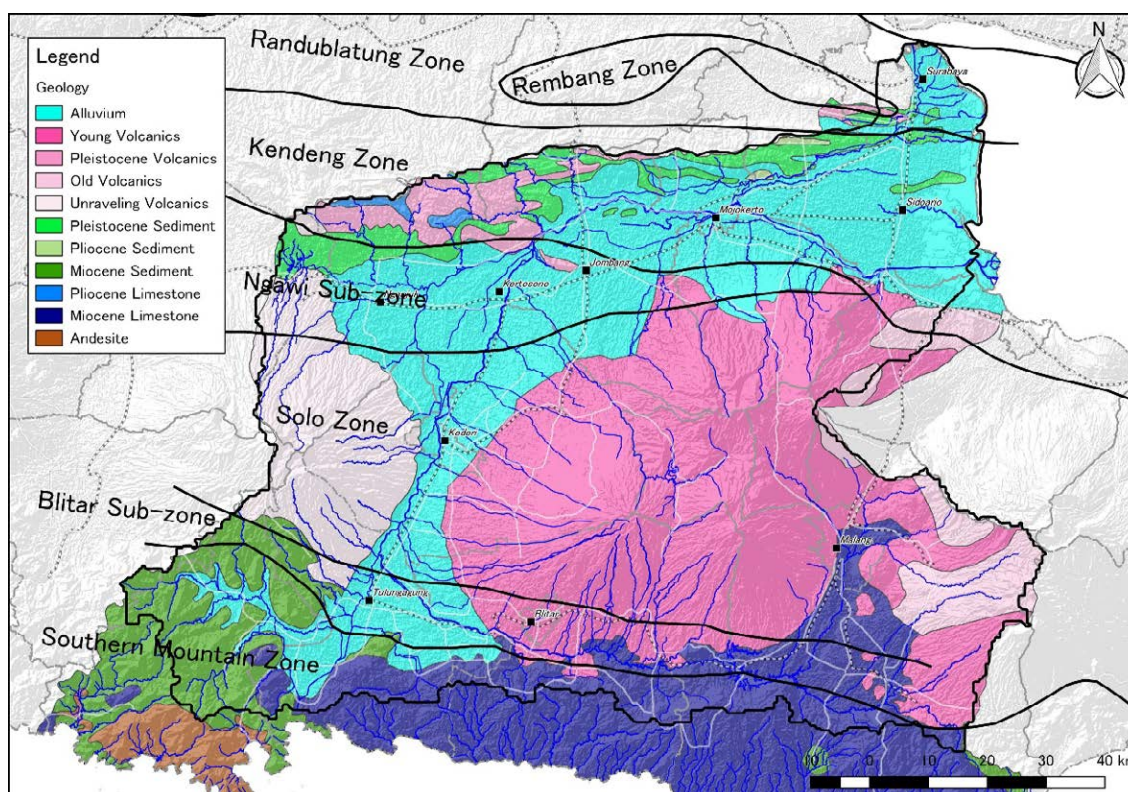 Legend
Geology
Alluvium
Young Volcanics
Pleistocene Volcanics
Old Volcanics
Unraveling Volcanics
Pleistocene Sediment
Pliocene Sediment
Miocene Sediment
Pliocene Limestone
Miocene Limestone
Andesite
Randublatung Zone
Rembang Zone
N
Surabaya
Kendeng Zone
Mojokerto
Sidoarjo
Jombang
Ngawi Sub-zone
Kertosono
Solo Zone
Kediri
Blitar Sub-zone
Malang
Tulungagung
Blitar
Southern Mountain Zone
10 0 10 20 30 40 km